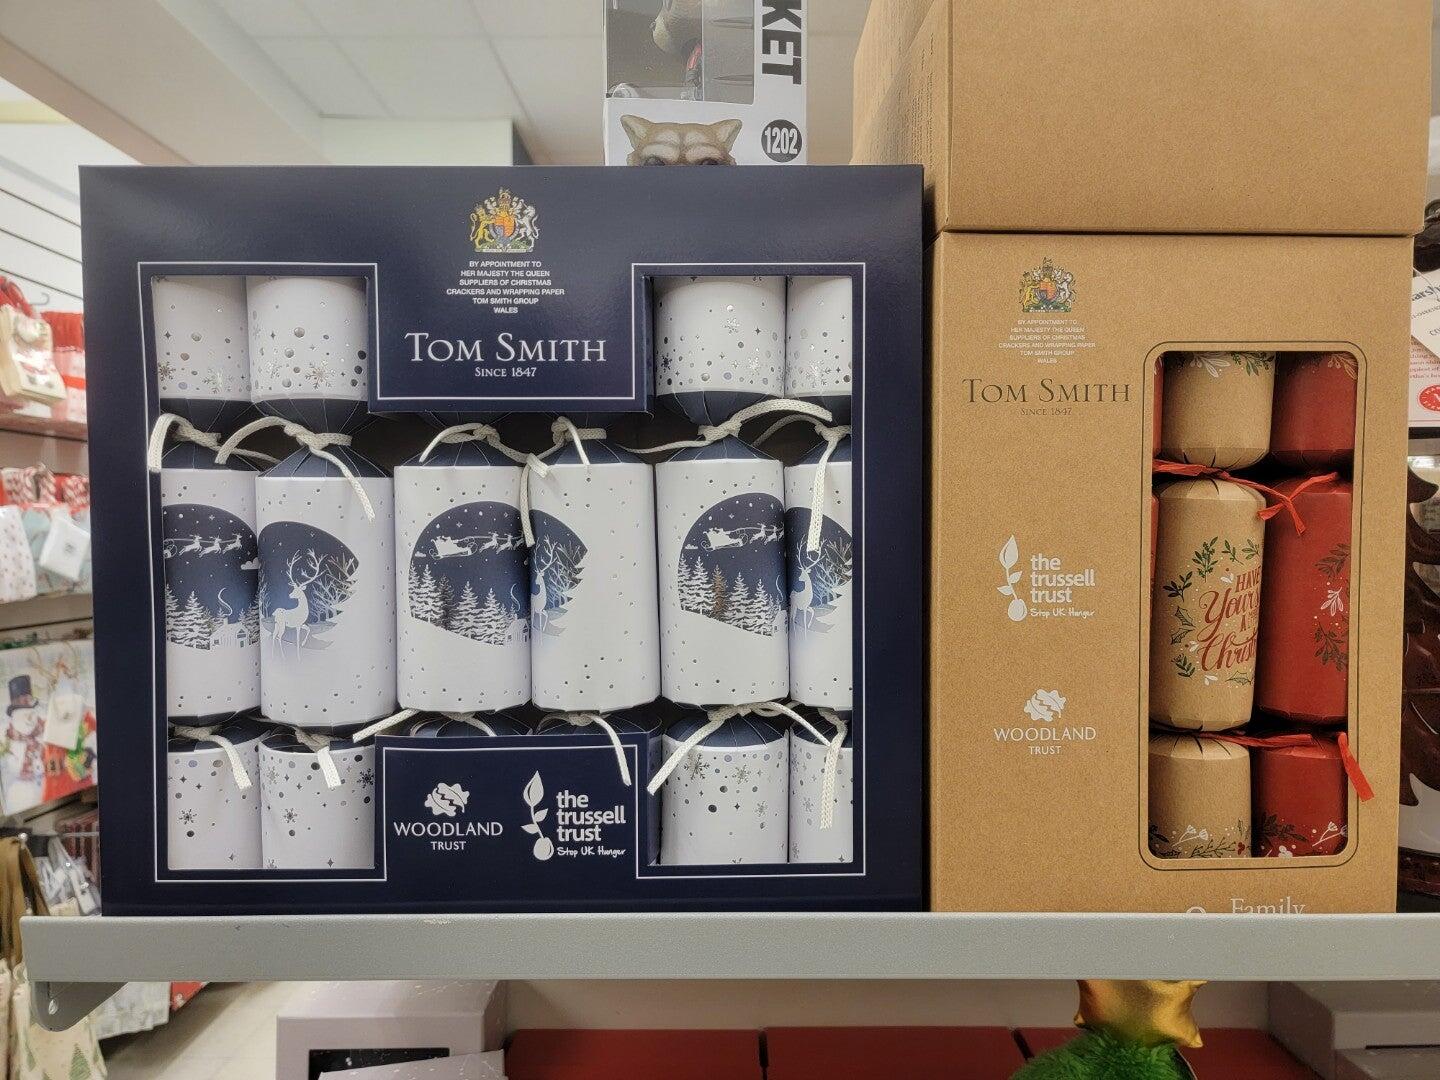 KET
1202
BY APPOINTMENT TO
HER MAJESTY THE QUEEN
SUPPLIERS OF CHRISTMAS
CRACKERS AND WRAPPING PAPER
TOM SMITH GROUP
WALES
TOM SMITH
SINCE 1847
WOODLAND
TRUST
the
trussell
trust
Stop UK Hunger
BY APPOINTMENT TO
HER MAJESTY THE QUEEN
SUPPLIERS OF CHRISTMAS
CRACKERS AND WRAPPING PAPER
TOM SMITH GROUP
WALES
TOM SMITH
SINCE 1847
the
trussell
trust
Stop UK Hunger
WOODLAND
TRUST
HAVE
Yours
A
Christ
Family